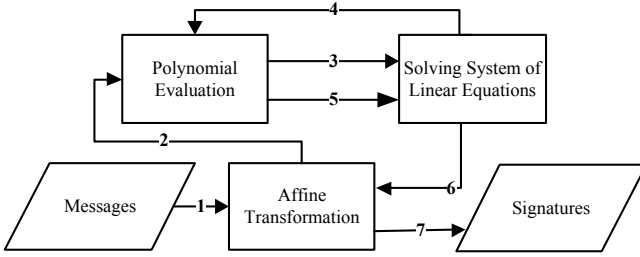 4
Polynomial
Evaluation
3
5
Solving System of
Linear Equations
2
6
Messages
1
Affine
Transformation
7
Signatures